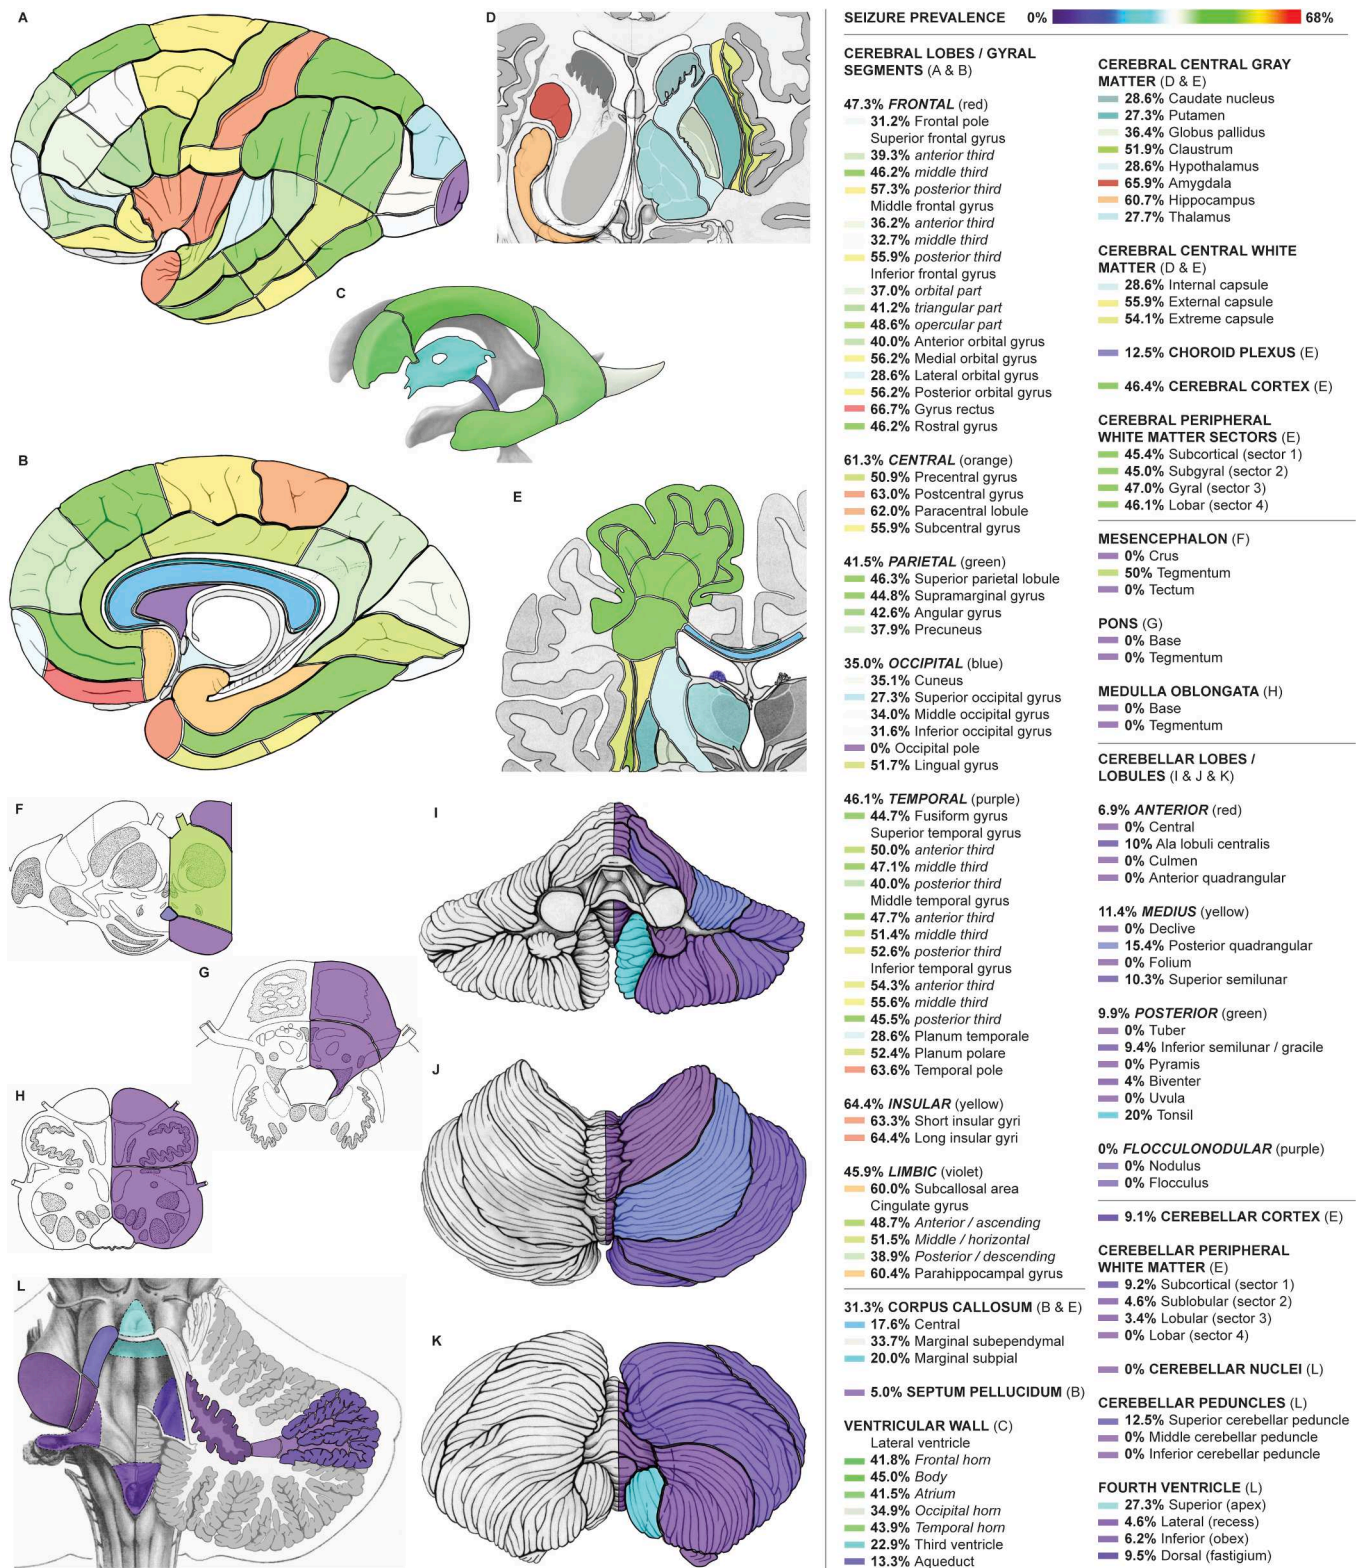 A
B
C
D
E
F
G
H
I
J
K
L
SEIZURE PREVALENCE 0% 68%
CEREBRAL LOBES / GYRAL
SEGMENTS (A & B)
47.3% FRONTAL (red)
31.2% Frontal pole
Superior frontal gyrus
39.3% anterior third
46.2% middle third
57.3% posterior third
Middle frontal gyrus
36.2% anterior third
32.7% middle third
55.9% posterior third
Inferior frontal gyrus
37.0% orbital part
41.2% triangular part
48.6% opercular part
40.0% Anterior orbital gyrus
56.2% Medial orbital gyrus
28.6% Lateral orbital gyrus
56.2% Posterior orbital gyrus
66.7% Gyrus rectus
46.2% Rostral gyrus
61.3% CENTRAL (orange)
50.9% Precentral gyrus
63.0% Postcentral gyrus
62.0% Paracentral lobule
55.9% Subcentral gyrus
41.5% PARIETAL (green)
46.3% Superior parietal lobule
44.8% Supramarginal gyrus
42.6% Angular gyrus
37.9% Precuneus
35.0% OCCIPITAL (blue)
35.1% Cuneus
27.3% Superior occipital gyrus
34.0% Middle occipital gyrus
31.6% Inferior occipital gyrus
0% Occipital pole
51.7% Lingual gyrus
46.1% TEMPORAL (purple)
44.7% Fusiform gyrus
Superior temporal gyrus
50.0% anterior third
47.1% middle third
40.0% posterior third
Middle temporal gyrus
47.7% anterior third
51.4% middle third
52.6% posterior third
Inferior temporal gyrus
54.3% anterior third
55.6% middle third
45.5% posterior third
28.6% Planum temporale
52.4% Planum polare
63.6% Temporal pole
64.4% INSULAR (yellow)
63.3% Short insular gyri
64.4% Long insular gyri
45.9% LIMBIC (violet)
60.0% Subcallosal area
Cingulate gyrus
48.7% Anterior / ascending
51.5% Middle / horizontal
38.9% Posterior / descending
60.4% Parahippocampal gyrus
31.3% CORPUS CALLOSUM (B & E)
17.6% Central
33.7% Marginal subependymal
20.0% Marginal subpial
5.0% SEPTUM PELLUCIDUM (B)
VENTRICULAR WALL (C)
Lateral ventricle
41.8% Frontal horn
45.0% Body
41.5% Atrium
34.9% Occipital horn
43.9% Temporal horn
22.9% Third ventricle
13.3% Aqueduct
CEREBRAL CENTRAL GRAY
MATTER (D & E)
28.6% Caudate nucleus
27.3% Putamen
36.4% Globus pallidus
51.9% Claustrum
28.6% Hypothalamus
65.9% Amygdala
60.7% Hippocampus
27.7% Thalamus
CEREBRAL CENTRAL WHITE
MATTER (D & E)
28.6% Internal capsule
55.9% External capsule
54.1% Extreme capsule
12.5% CHOROID PLEXUS (E)
46.4% CEREBRAL CORTEX (E)
CEREBRAL PERIPHERAL
WHITE MATTER SECTORS (E)
45.4% Subcortical (sector 1)
45.0% Subgyral (sector 2)
47.0% Gyral (sector 3)
46.1% Lobar (sector 4)
MESENCEPHALON (F)
0% Crus
50% Tegmentum
0% Tectum
PONS (G)
0% Base
0% Tegmentum
MEDULLA OBLONGATA (H)
0% Base
0% Tegmentum
CEREBELLAR LOBES /
LOBULES (I & J & K)
6.9% ANTERIOR (red)
0% Central
10% Ala lobuli centralis
0% Culmen
0% Anterior quadrangular
11.4% MEDIUS (yellow)
0% Declive
15.4% Posterior quadrangular
0% Folium
10.3% Superior semilunar
9.9% POSTERIOR (green)
0% Tuber
9.4% Inferior semilunar / gracile
0% Pyramis
4% Biventer
0% Uvula
20% Tonsil
0% FLOCCULONODULAR (purple)
0% Nodulus
0% Flocculus
9.1% CEREBELLAR CORTEX (E)
CEREBELLAR PERIPHERAL
WHITE MATTER (E)
9.2% Subcortical (sector 1)
4.6% Sublobular (sector 2)
3.4% Lobular (sector 3)
0% Lobar (sector 4)
0% CEREBELLAR NUCLEI (L)
CEREBELLAR PEDUNCLES (L)
12.5% Superior cerebellar peduncle
0% Middle cerebellar peduncle
0% Inferior cerebellar peduncle
FOURTH VENTRICLE (L)
27.3% Superior (apex)
4.6% Lateral (recess)
6.2% Inferior (obex)
9.5% Dorsal (fastigium)